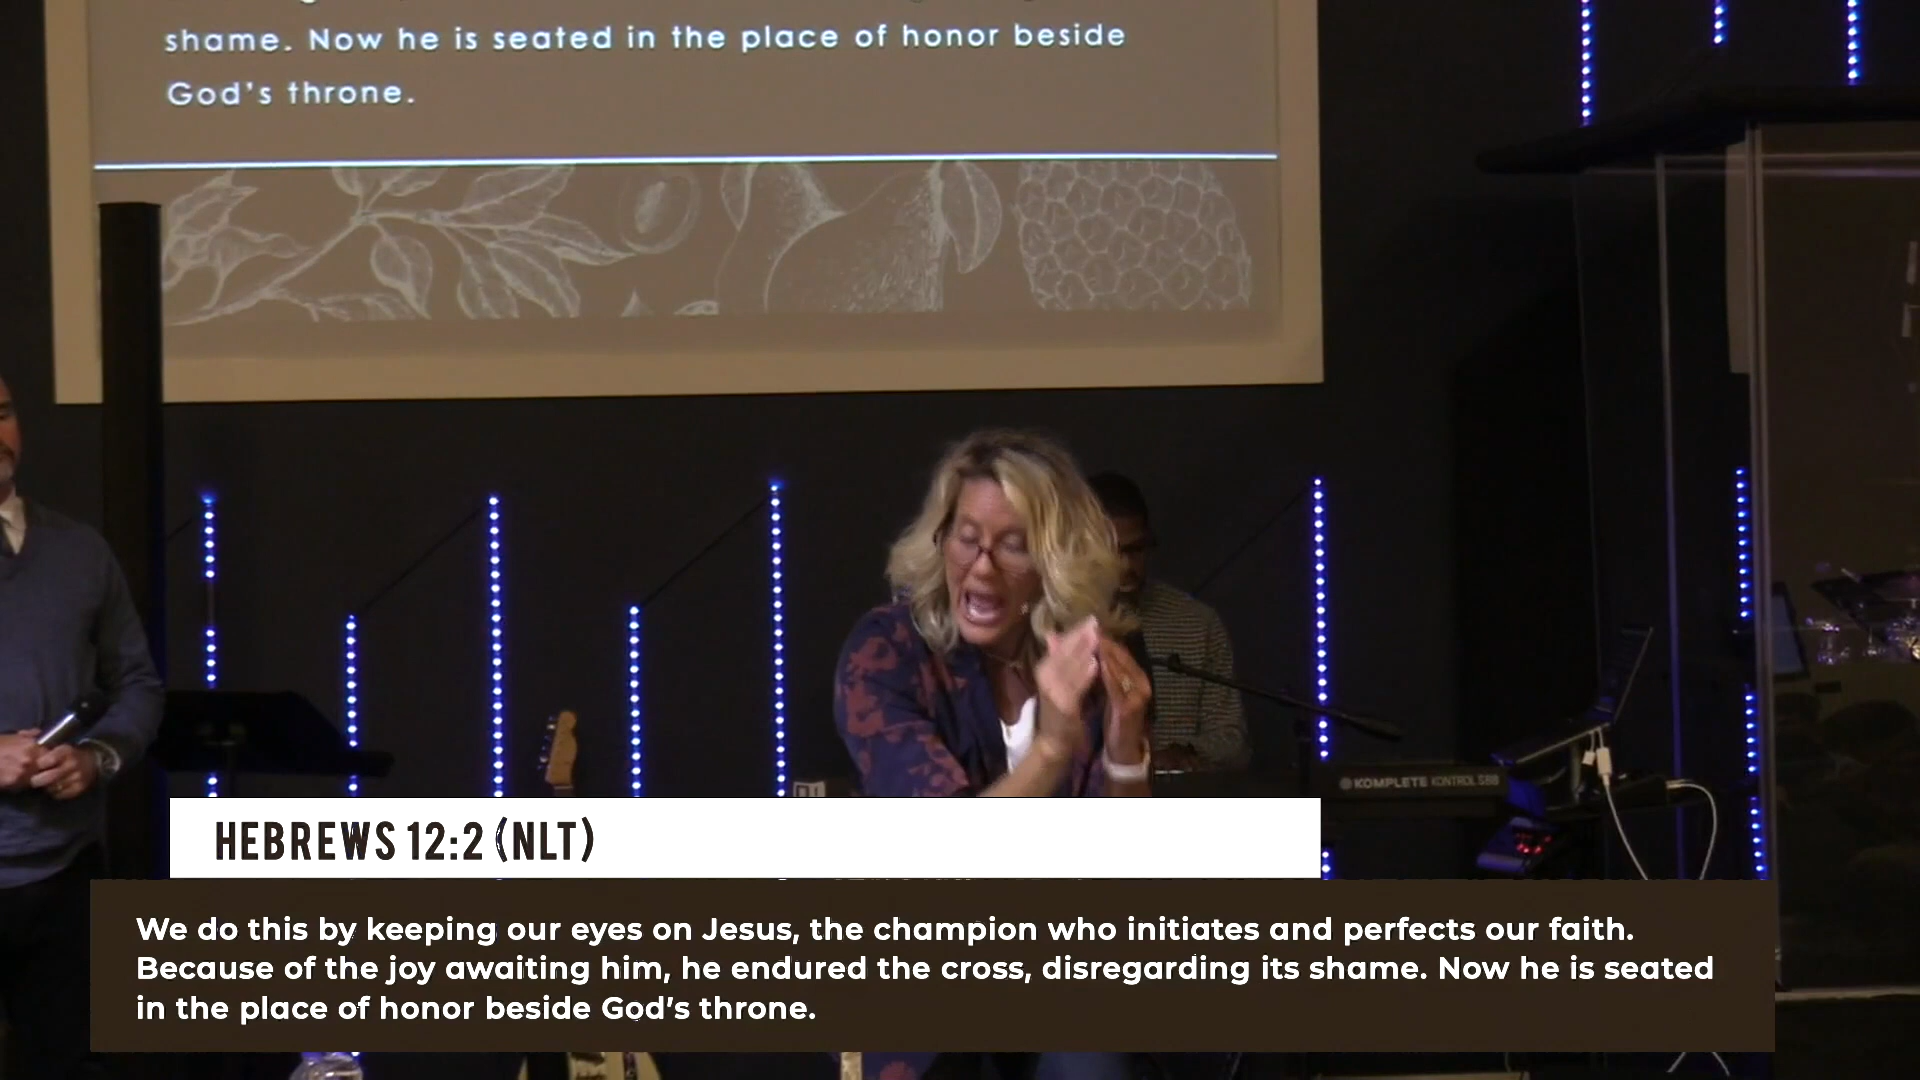 shame. Now he is seated in the place of honor beside
God's throne.
KOMPLETE KONTROL S88
HEBREWS 12:2 (NLT)
We do this by keeping our eyes on Jesus, the champion who initiates and perfects our faith.
Because of the joy awaiting him, he endured the cross, disregarding its shame. Now he is seated
in the place of honor beside God's throne.